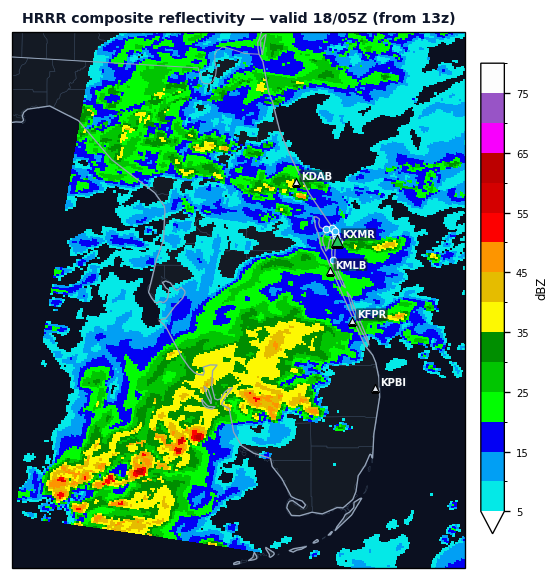 HRRR composite reflectivity — valid 18/05Z (from 13z)
75
65
55
45
35
25
15
5
dBZ
KDAB
KXMR
KMLB
KFPR
KPBI